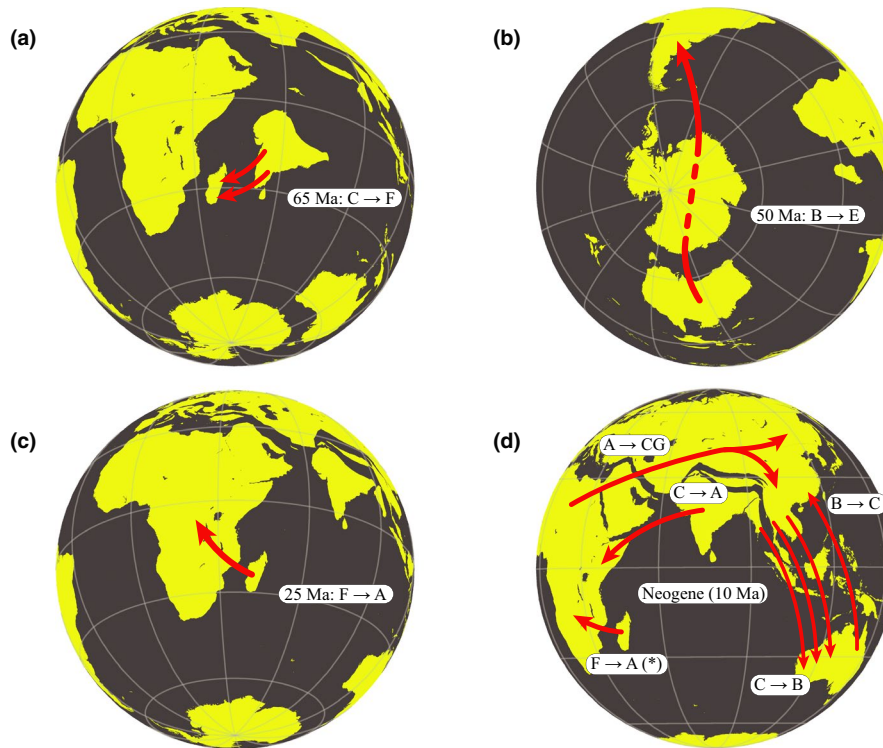 (a)
65 Ma: C → F
(b)
50 Ma: B → E
(c)
25 Ma: F → A
(d)
A → CG
C → A
B → C
Neogene (10 Ma)
F → A (*)
C → B